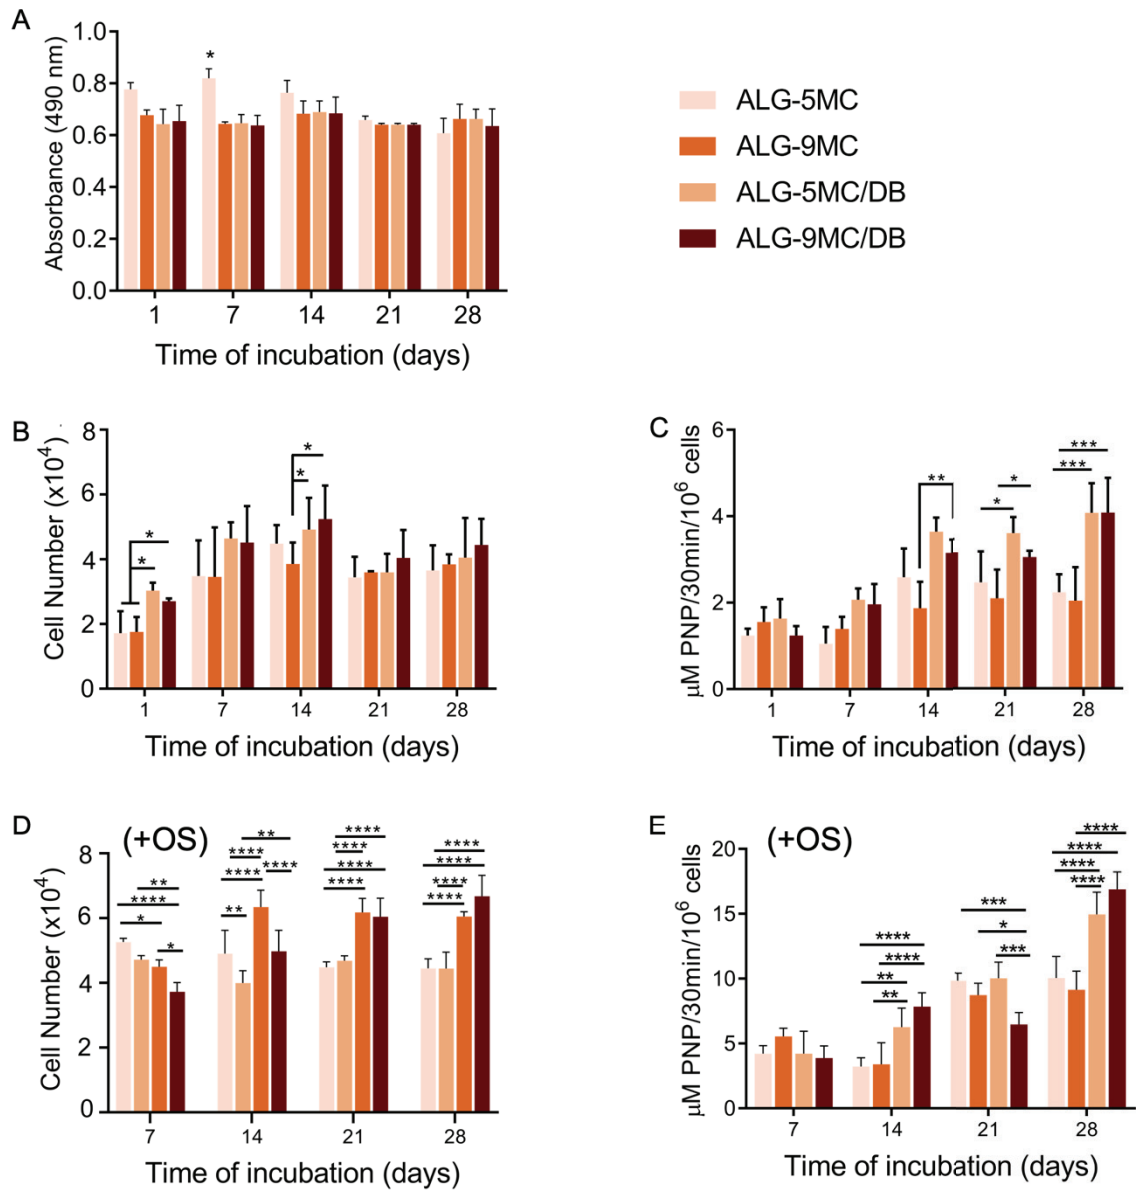 A
Absorbance (490 nm)
1.0
0.8
0.6
0.4
0.2
0.0
*
1 7 14 21 28
Time of incubation (days)
ALG-5MC
ALG-9MC
ALG-5MC/DB
ALG-9MC/DB
B
Cell Number (x10⁴)
8
6
4
2
0
*
*
*
*
1 7 14 21 28
Time of incubation (days)
C
μM PNP/30min/10⁶ cells
6
4
2
0
**
*
*
***
***
1 7 14 21 28
Time of incubation (days)
D
(+OS)
Cell Number (x10⁴)
8
6
4
2
0
**
****
*
*
**
****
****
****
**
****
****
****
****
****
****
****
****
7 14 21 28
Time of incubation (days)
E
(+OS)
μM PNP/30min/10⁶ cells
20
15
10
5
0
****
****
**
**
***
*
***
****
****
****
****
7 14 21 28
Time of incubation (days)